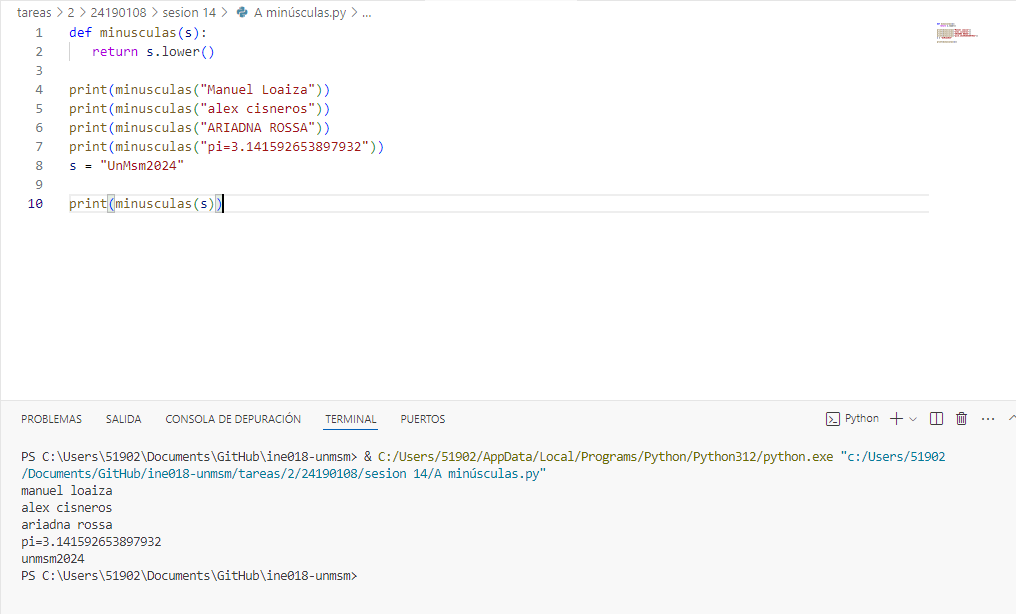 tareas > 2 > 24190108 > sesion 14 > A minúsculas.py > ...
1 def minusculas(s):
2 return s.lower()
3
4 print(minusculas("Manuel Loaiza"))
5 print(minusculas("alex cisneros"))
6 print(minusculas("ARIADNA ROSSA"))
7 print(minusculas("pi=3.141592653897932"))
8 s = "UnMsm2024"
9
10 print(minusculas(s))
PROBLEMAS SALIDA CONSOLA DE DEPURACIÓN TERMINAL PUERTOS Python
PS C:\Users\51902\Documents\GitHub\ine018-unmsm> & C:/Users/51902/AppData/Local/Programs/Python/Python312/python.exe "c:/Users/51902
/Documents/GitHub/ine018-unmsm/tareas/2/24190108/sesion 14/A minúsculas.py"
manuel loaiza
alex cisneros
ariadna rossa
pi=3.141592653897932
unmsm2024
PS C:\Users\51902\Documents\GitHub\ine018-unmsm>